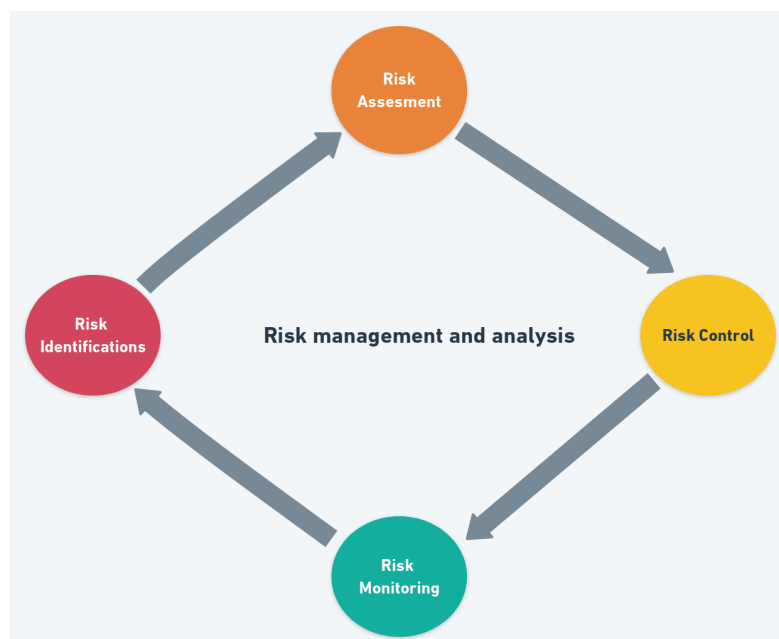 Risk
Assesment
Risk
Identifications
Risk management and analysis
Risk Control
Risk
Monitoring